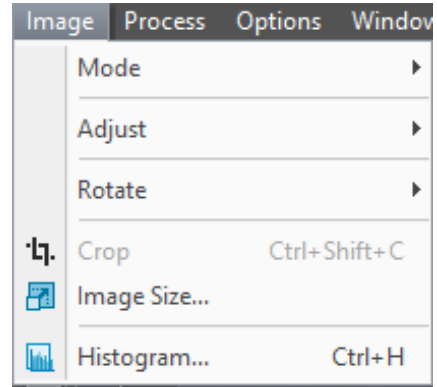 Image Process Options Window
Mode
Adjust
Rotate
Crop Ctrl+Shift+C
Image Size...
Histogram... Ctrl+H